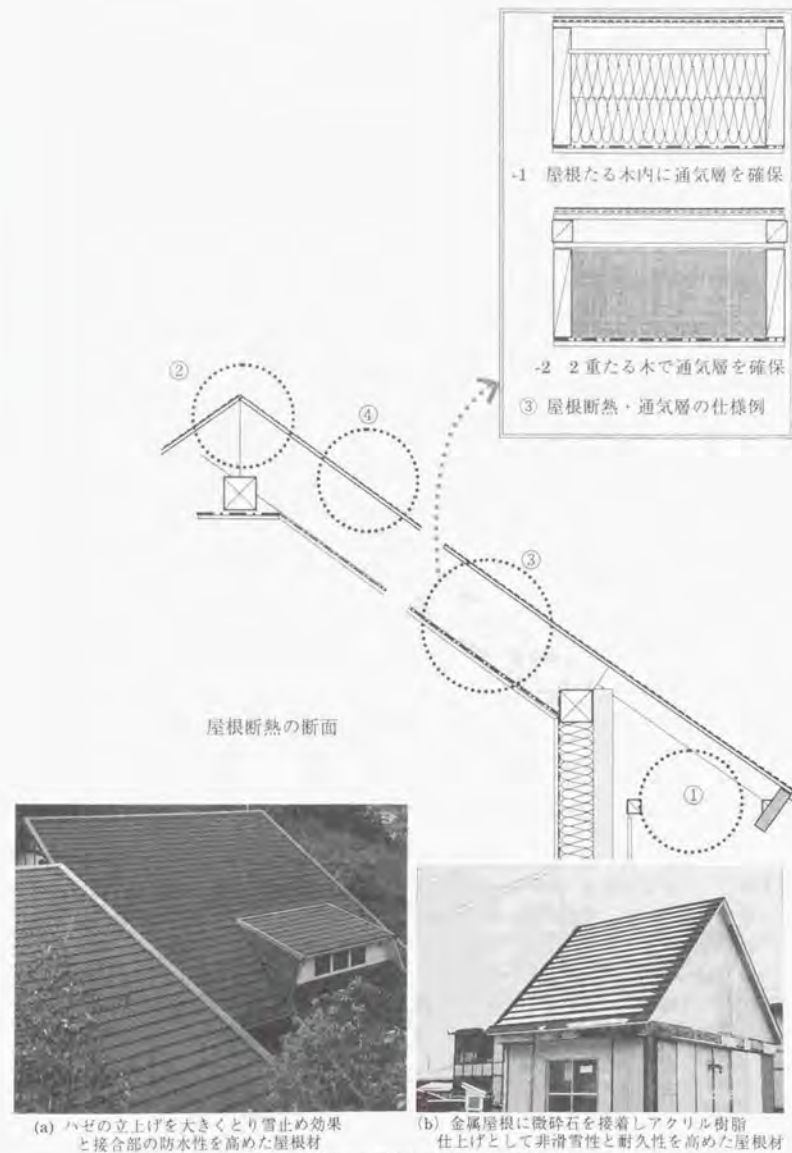 -1 屋根たる木内に通気層を確保
-2 2重たる木で通気層を確保
③ 屋根断熱・通気層の仕様例
②
④
③
屋根断熱の断面
①
(a) ハゼの立上げを大きくとり雪止め効果
と接合部の防水性を高めた屋根材
(b) 金属屋根に微砕石を接着しアクリル樹脂
仕上げとして非滑雪性と耐久性を高めた屋根材